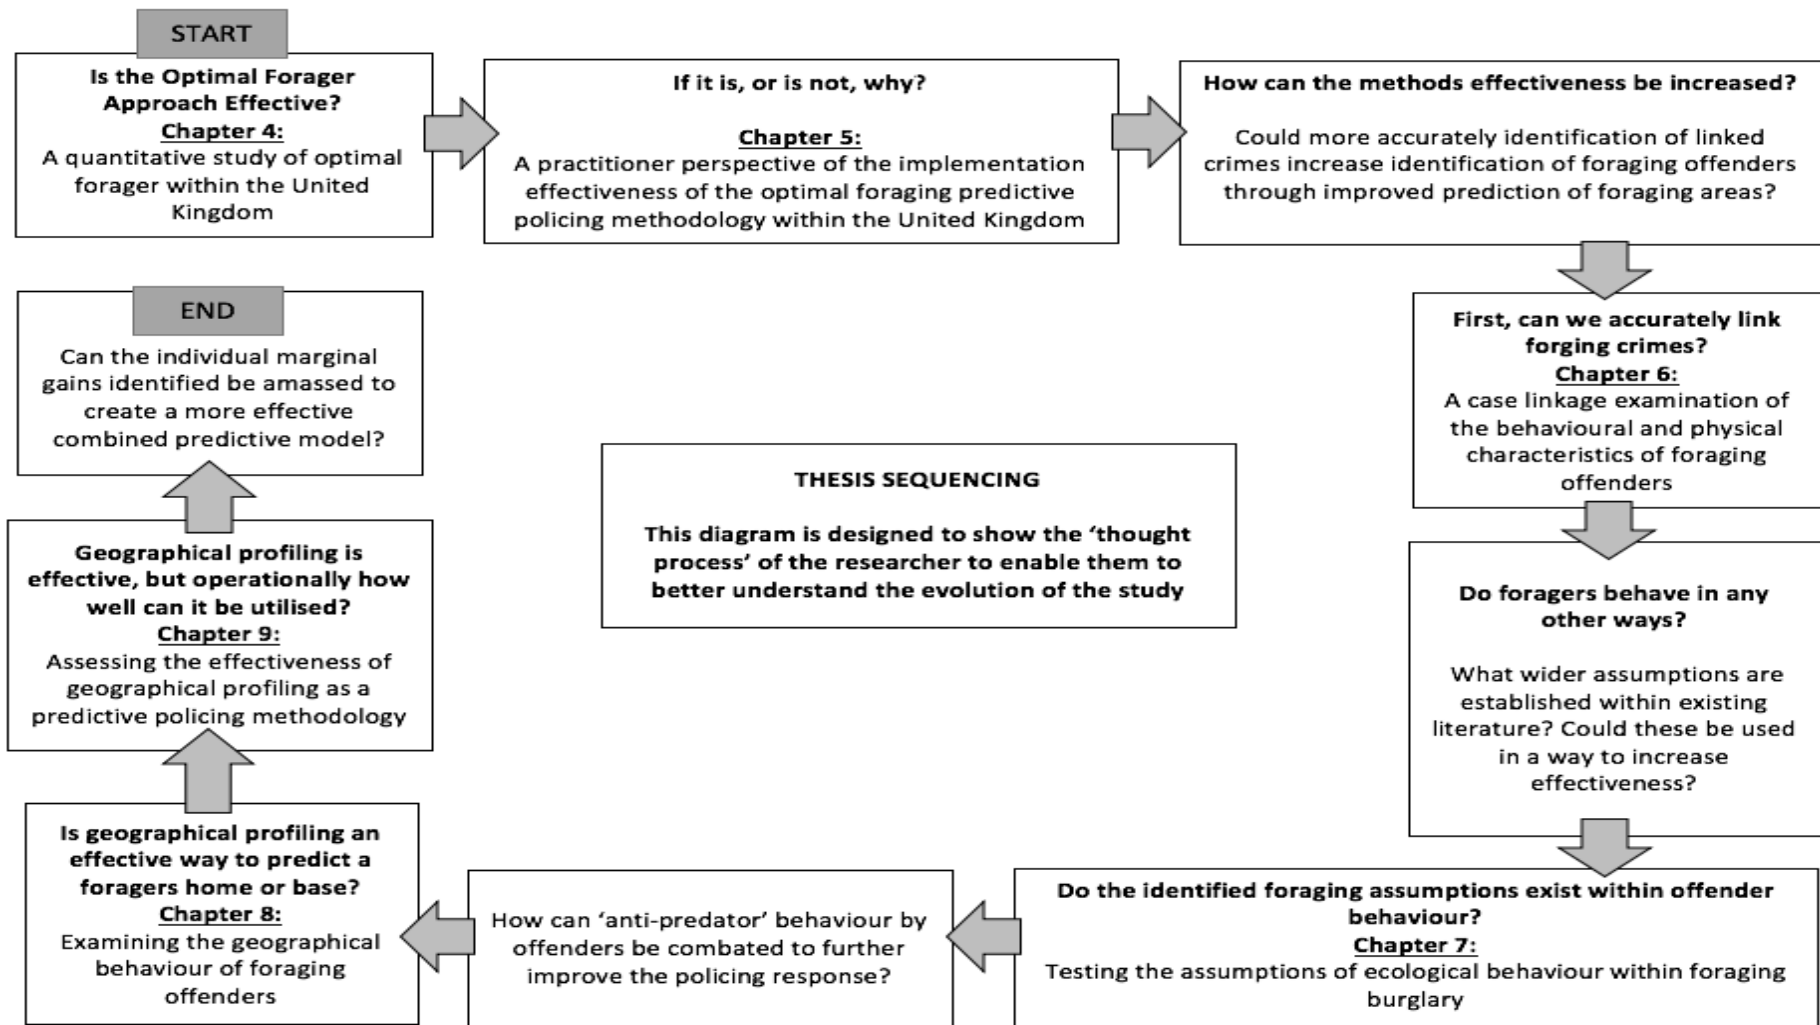 START
Is the Optimal Forager
Approach Effective?
Chapter 4:
A quantitative study of optimal
forager within the United
Kingdom
If it is, or is not, why?
Chapter 5:
A practitioner perspective of the implementation
effectiveness of the optimal foraging predictive
policing methodology within the United Kingdom
How can the methods effectiveness be increased?
Could more accurately identification of linked
crimes increase identification of foraging offenders
through improved prediction of foraging areas?
First, can we accurately link
forging crimes?
Chapter 6:
A case linkage examination of
the behavioural and physical
characteristics of foraging
offenders
Do foragers behave in any
other ways?
What wider assumptions are
established within existing
literature? Could these be used
in a way to increase
effectiveness?
Do the identified foraging assumptions exist within offender
behaviour?
Chapter 7:
Testing the assumptions of ecological behaviour within foraging
burglary
How can ‘anti-predator’ behaviour by
offenders be combated to further
improve the policing response?
Is geographical profiling an
effective way to predict a
foragers home or base?
Chapter 8:
Examining the geographical
behaviour of foraging
offenders
Geographical profiling is
effective, but operationally how
well can it be utilised?
Chapter 9:
Assessing the effectiveness of
geographical profiling as a
predictive policing methodology
END
Can the individual marginal
gains identified be amassed to
create a more effective
combined predictive model?
THESIS SEQUENCING
This diagram is designed to show the ‘thought
process’ of the researcher to enable them to
better understand the evolution of the study